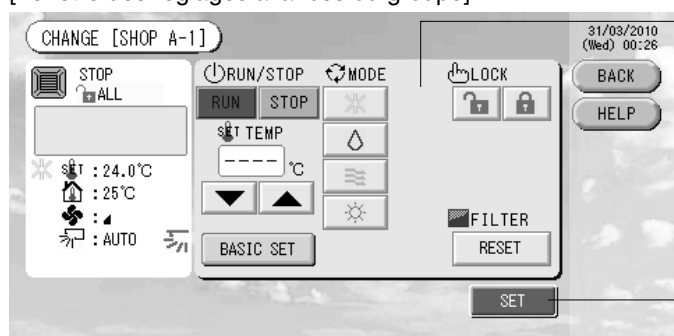 CHANGE [SHOP A-1]
31/03/2010
(Wed) 00:26
STOP
ALL
SET : 24.0°C
: 25°C
:
: AUTO
RUN/STOP
MODE
LOCK
RUN STOP
SET TEMP
---- °C
BASIC SET
FILTER
RESET
BACK
HELP
SET